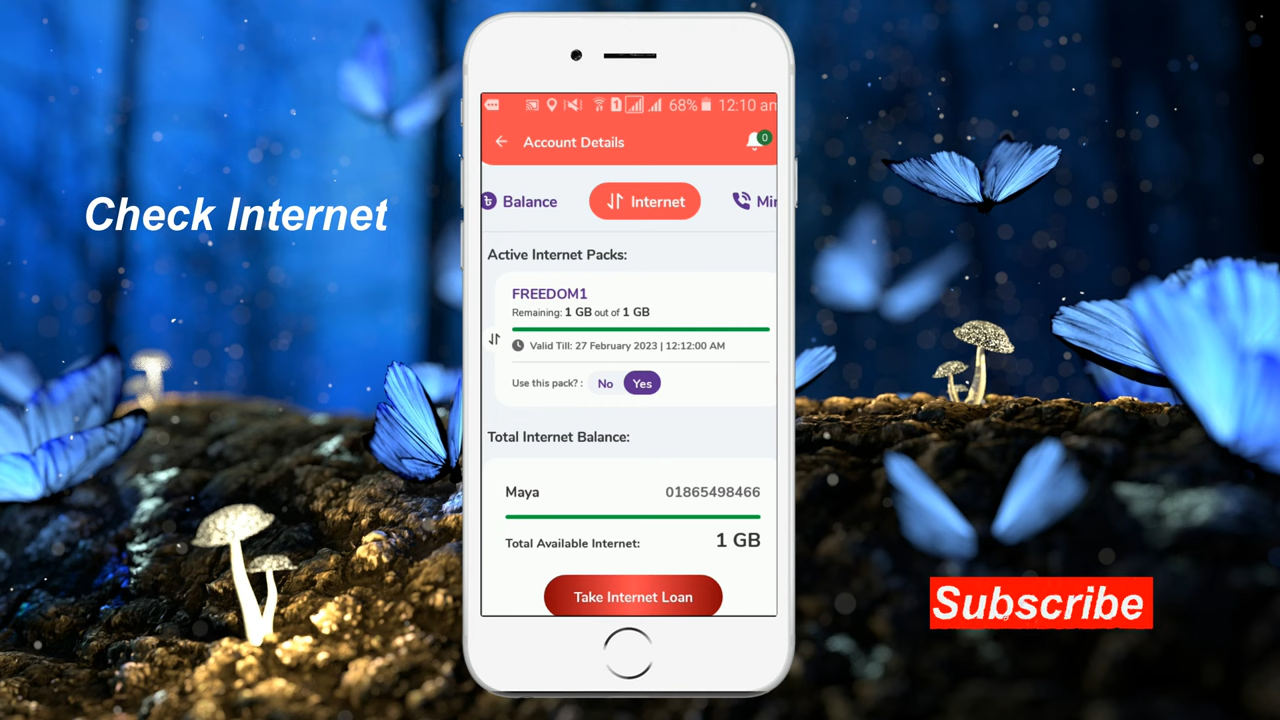 Check Internet
68% 12:10 am
Account Details
0
Balance
Internet
Active Internet Packs:
FREEDOM1
Remaining: 1 GB out of 1 GB
Valid Till: 27 February 2023 | 12:12:00 AM
Use this pack? : No Yes
Total Internet Balance:
Maya 01865498466
Total Available Internet: 1 GB
Take Internet Loan
Subscribe